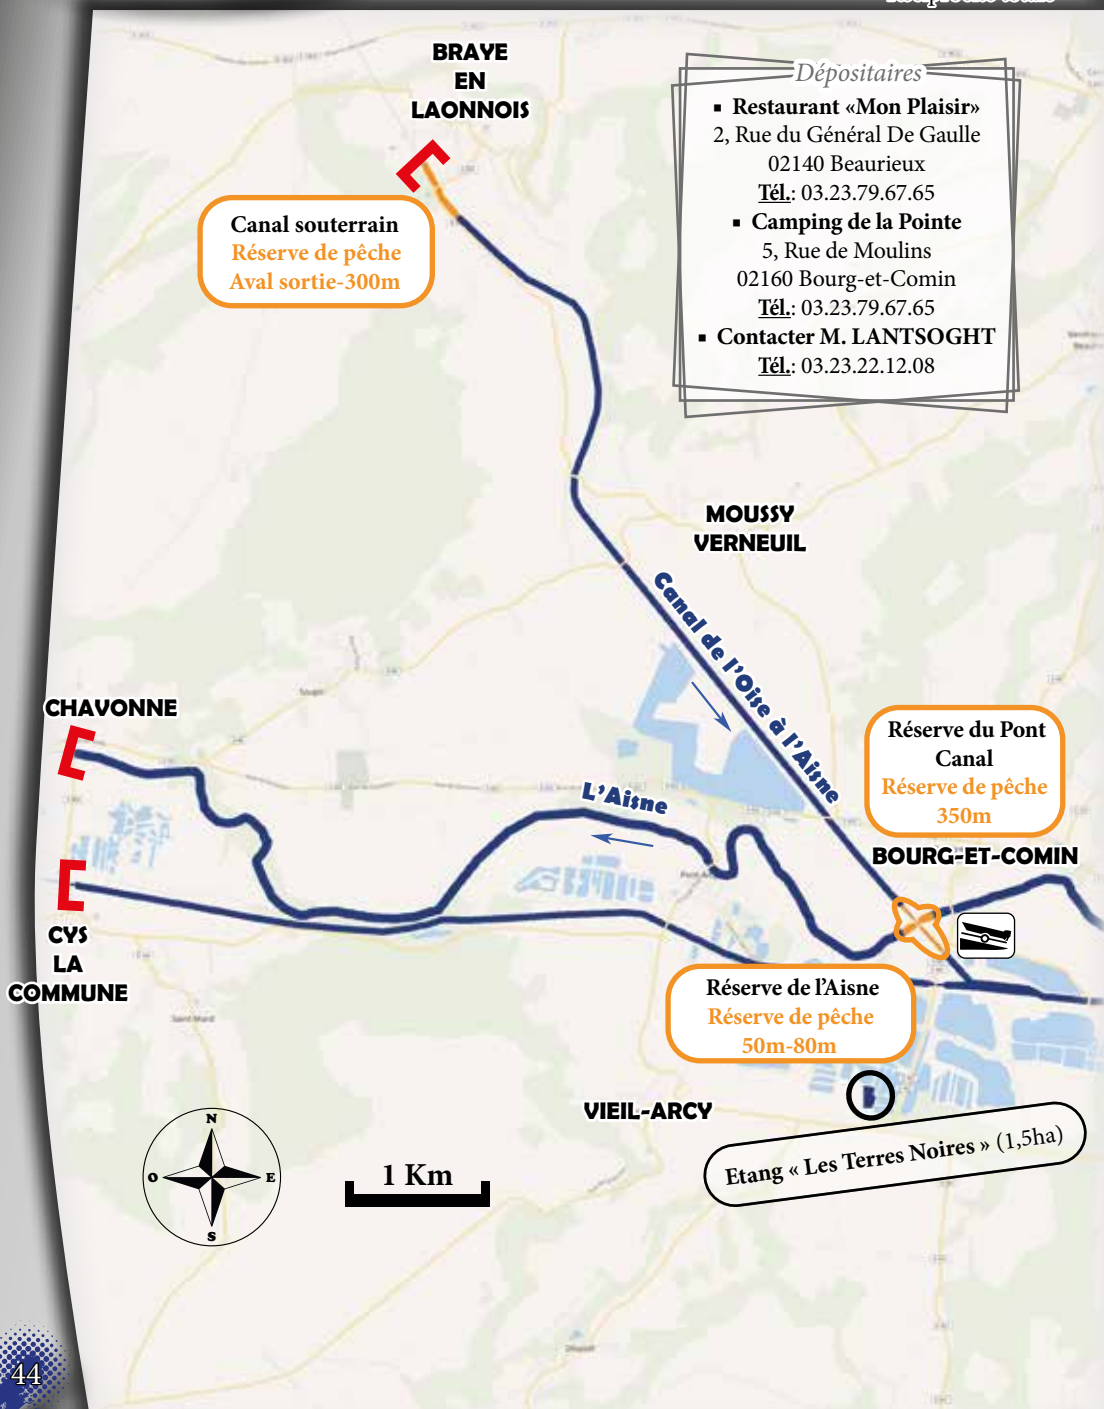 BRAYE
EN
LAONNOIS
Dépositaires
▪ Restaurant «Mon Plaisir»
2, Rue du Général De Gaulle
02140 Beaurieux
Tél.: 03.23.79.67.65
▪ Camping de la Pointe
5, Rue de Moulins
02160 Bourg-et-Comin
Tél.: 03.23.79.67.65
▪ Contacter M. LANTSOGHT
Tél.: 03.23.22.12.08
Canal souterrain
Réserve de pêche
Aval sortie-300m
MOUSSY
VERNEUIL
Canal de l'Oise à l'Aisne
CHAVONNE
L'Aisne
Réserve du Pont
Canal
Réserve de pêche
350m
BOURG-ET-COMIN
CYS
LA
COMMUNE
Réserve de l'Aisne
Réserve de pêche
50m-80m
VIEIL-ARCY
Etang « Les Terres Noires » (1,5ha)
N
O
E
S
1 Km
44